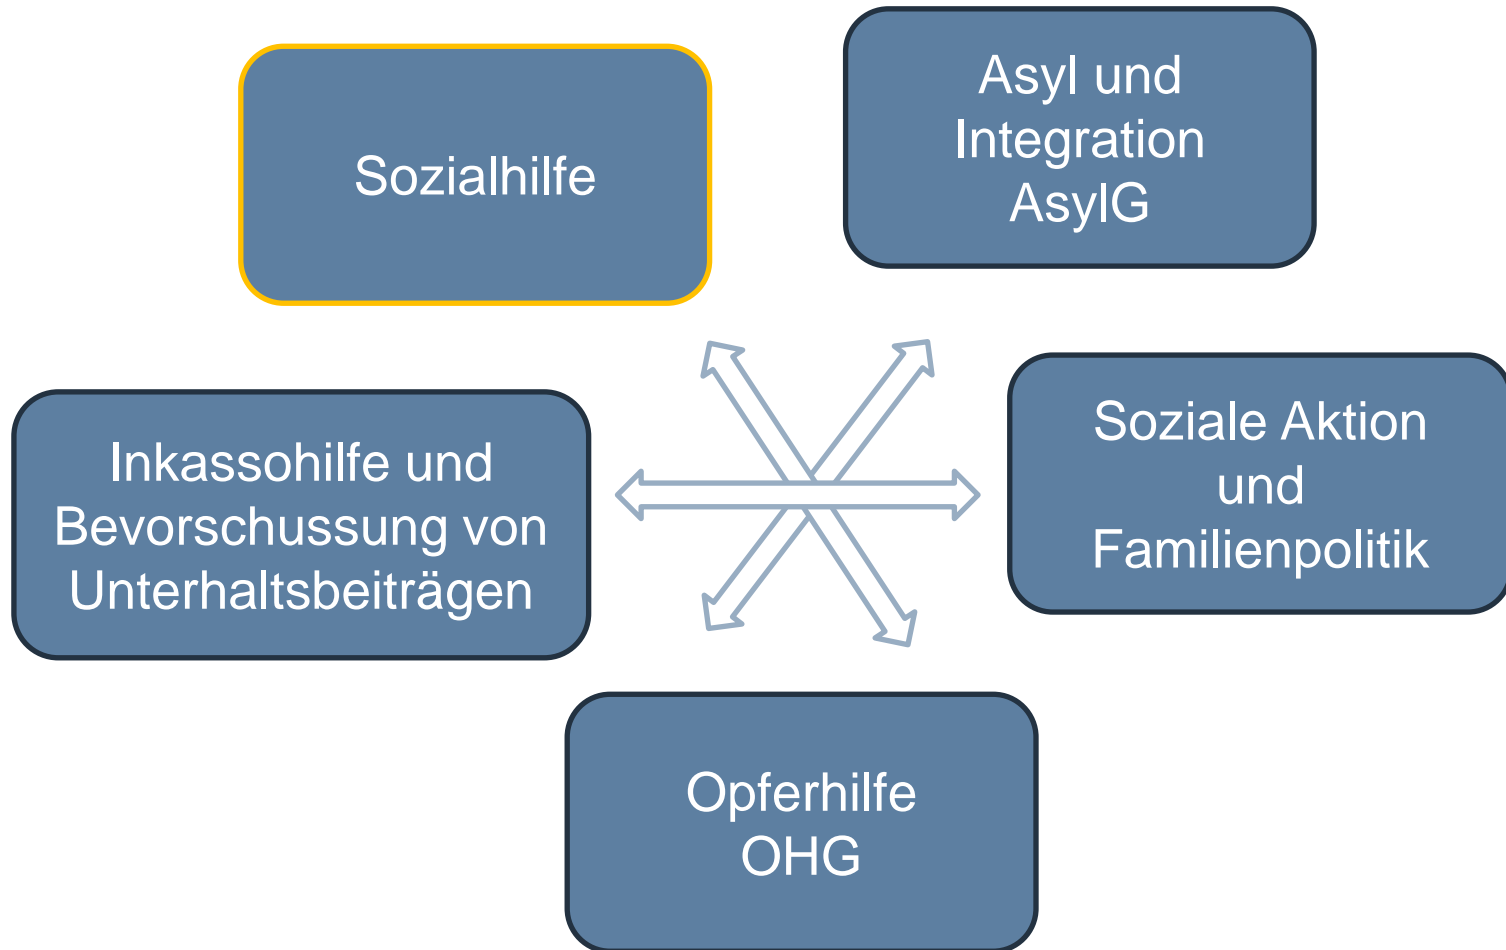 Sozialhilfe
Asyl und
Integration
AsylG
Inkassohilfe und
Bevorschussung von
Unterhaltsbeiträgen
Soziale Aktion
und
Familienpolitik
Opferhilfe
OHG